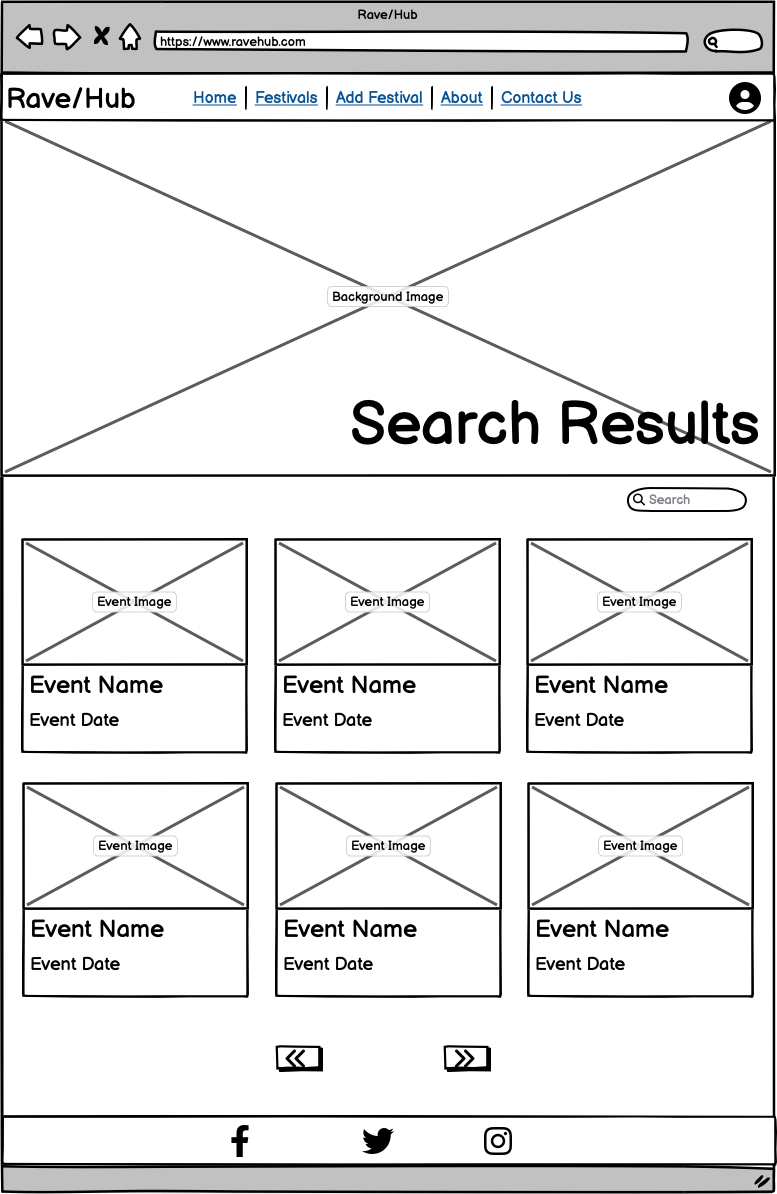 Rave/Hub
https://www.ravehub.com
Rave/Hub Home Festivals Add Festival About Contact Us
Background Image
Search Results
Search
Event Image Event Image Event Image
Event Name Event Name Event Name
Event Date Event Date Event Date
Event Image Event Image Event Image
Event Name Event Name Event Name
Event Date Event Date Event Date